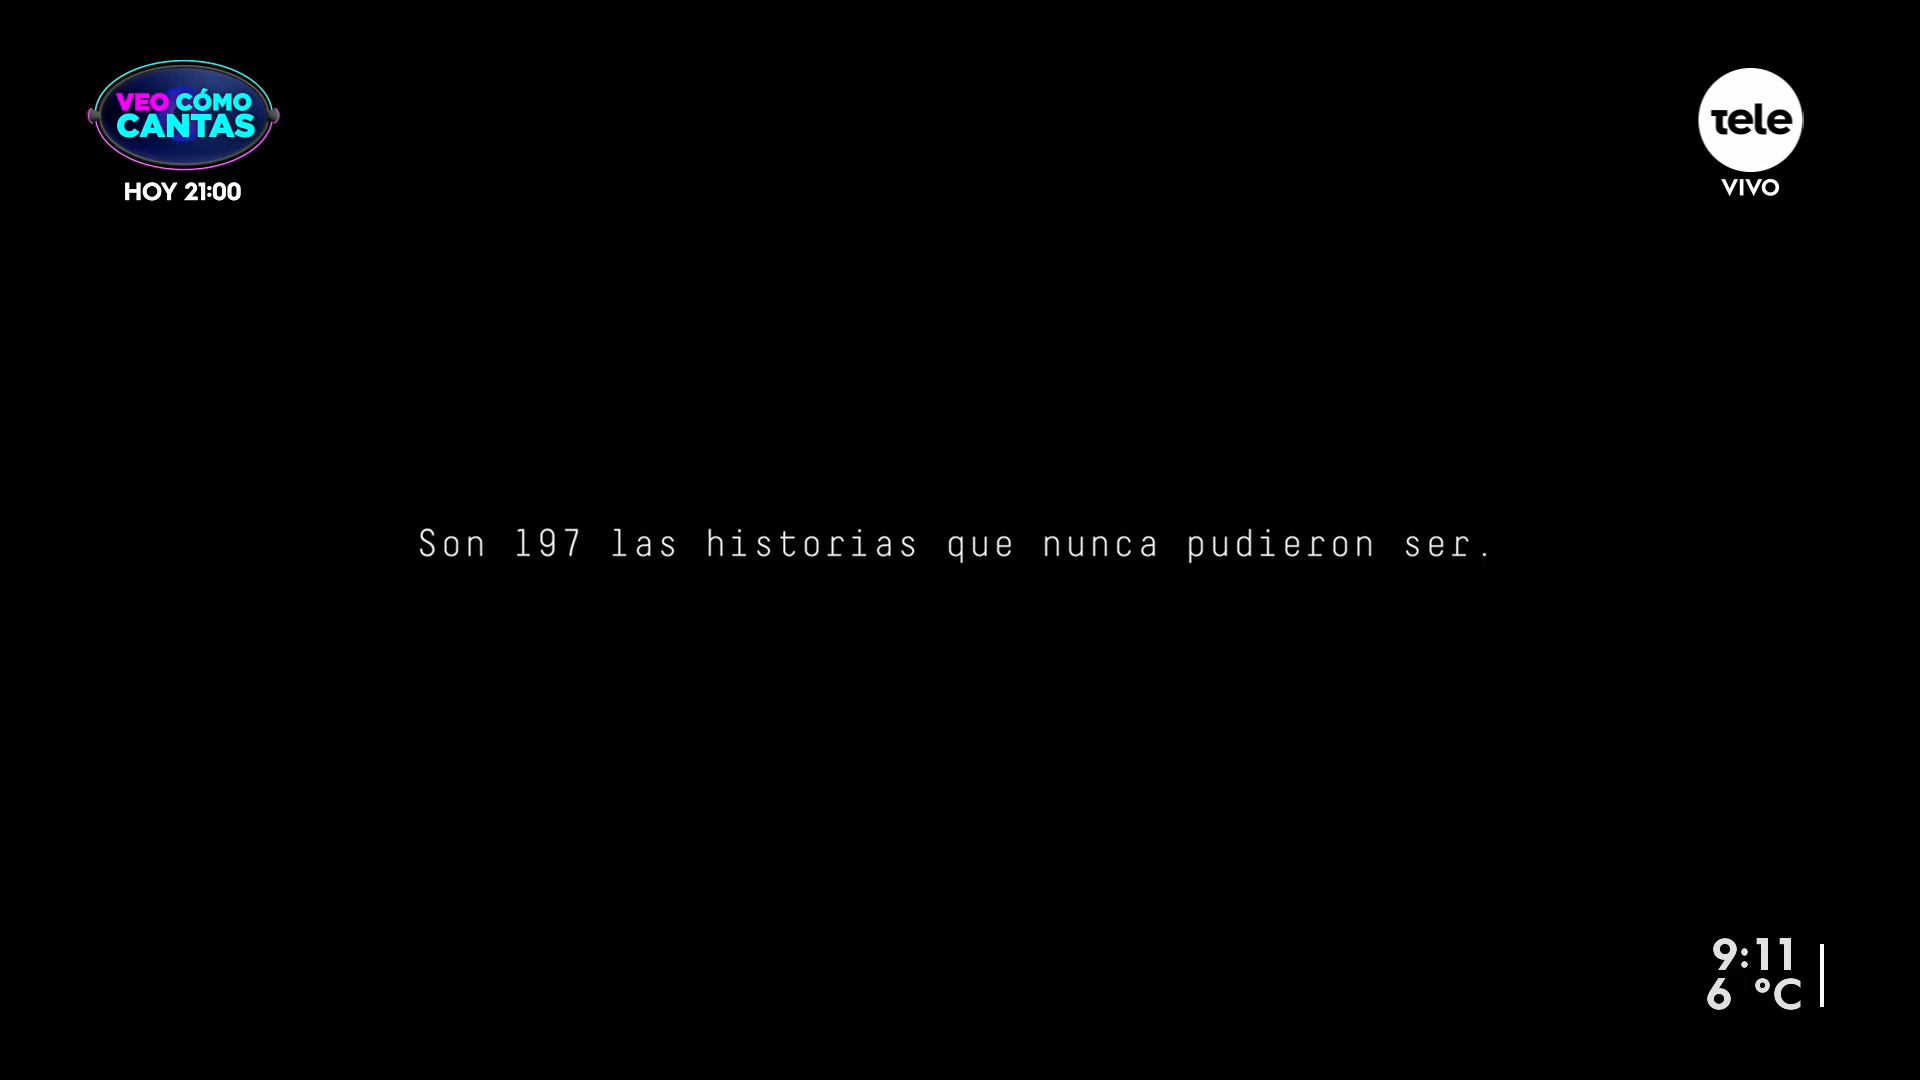 VEO CÓMO
CANTAS
HOY 21:00
tele
VIVO
Son 197 las historias que nunca pudieron ser.
9:11
6 °C